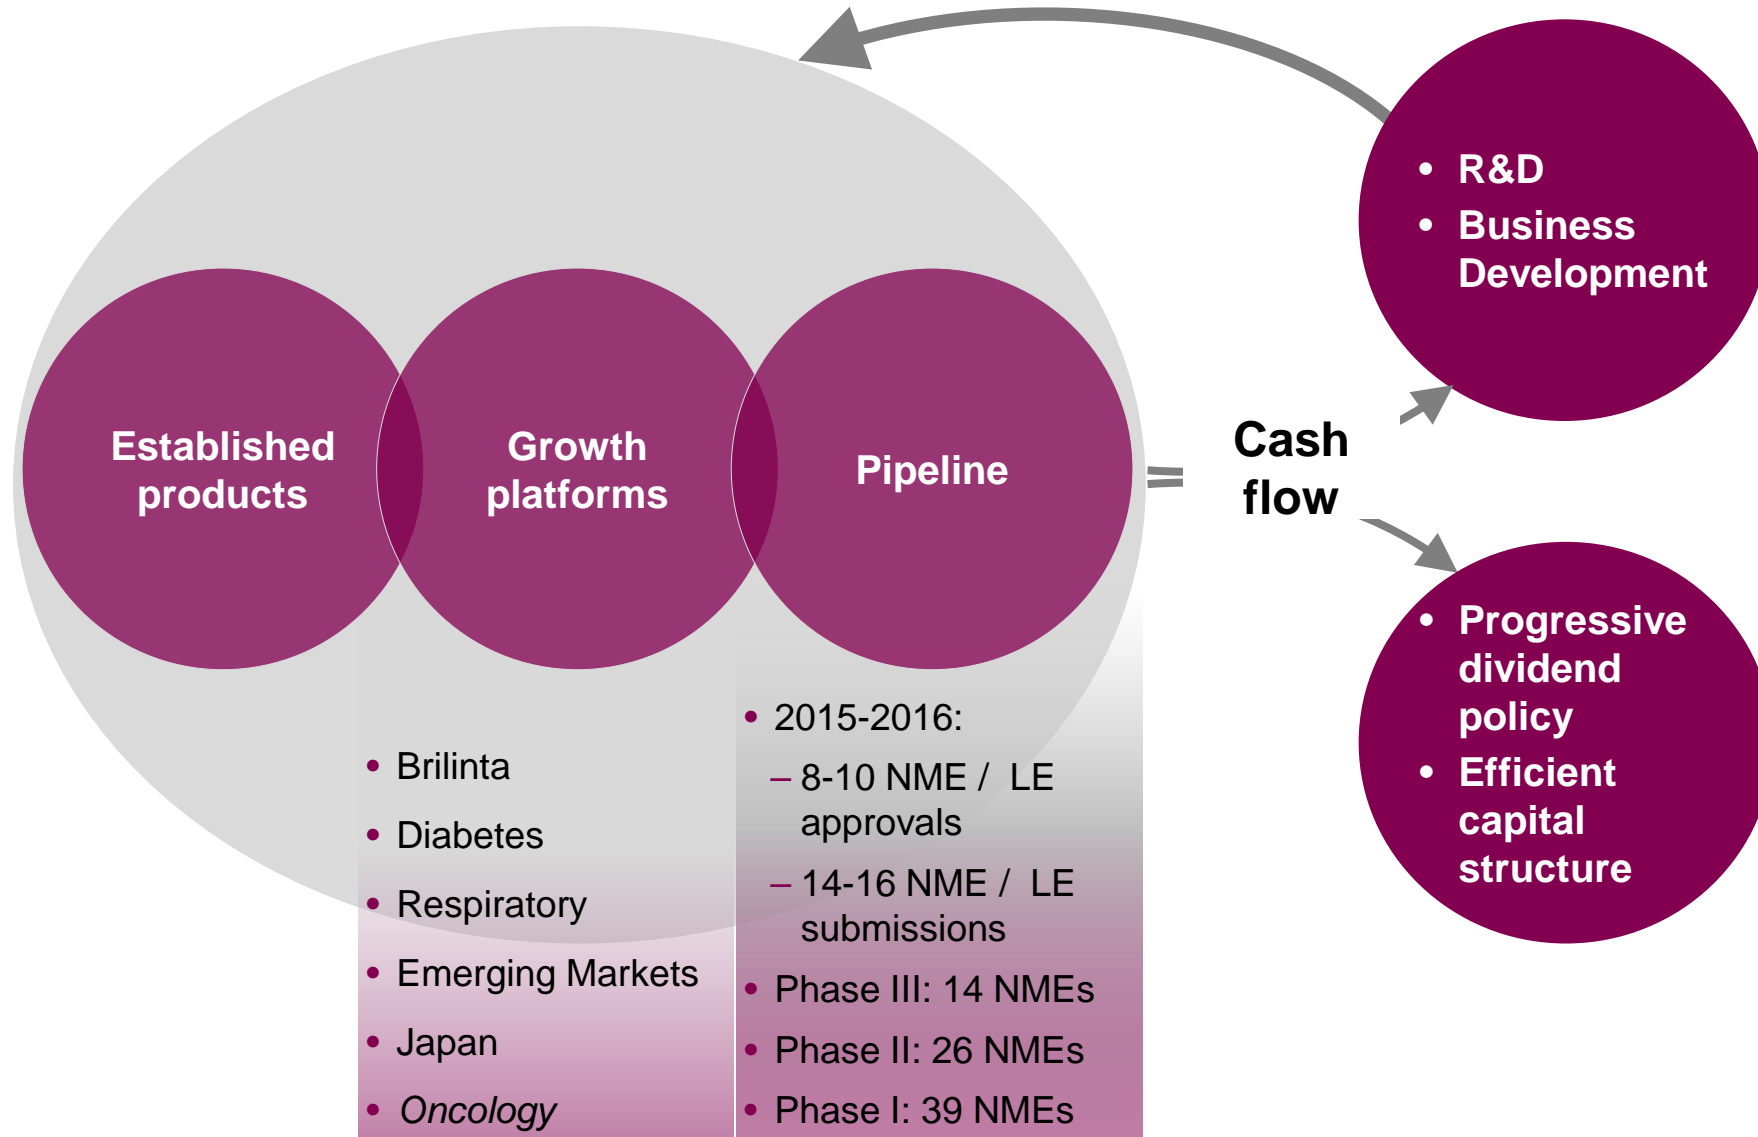 Established
products
Growth
platforms
Pipeline
• Brilinta
• Diabetes
• Respiratory
• Emerging Markets
• Japan
• Oncology
• 2015-2016:
– 8-10 NME / LE
approvals
– 14-16 NME / LE
submissions
• Phase III: 14 NMEs
• Phase II: 26 NMEs
• Phase I: 39 NMEs
Cash
flow
• R&D
• Business
Development
• Progressive
dividend
policy
• Efficient
capital
structure